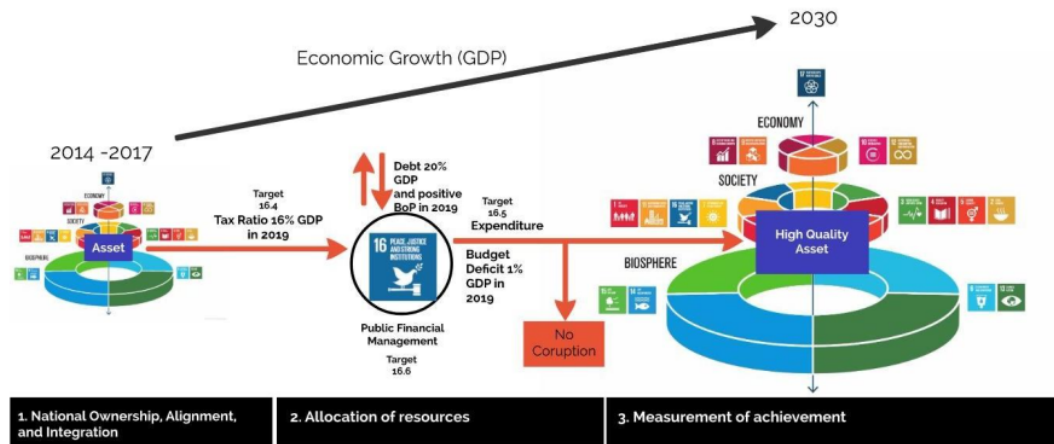 2030
Economic Growth (GDP)
2014 -2017
ECONOMY
SOCIETY
Asset
BIOSPHERE
Target
16.4
Tax Ratio 16% GDP
in 2019
Debt 20%
GDP
and positive
BoP in 2019
16 PEACE, JUSTICE
AND STRONG
INSTITUTIONS
Public Financial
Management
Target
16.6
Target
16.5
Expenditure
Budget
Deficit 1%
GDP in
2019
No
Coruption
ECONOMY
SOCIETY
High Quality
Asset
BIOSPHERE
1. National Ownership, Alignment,
and Integration
2. Allocation of resources
3. Measurement of achievement